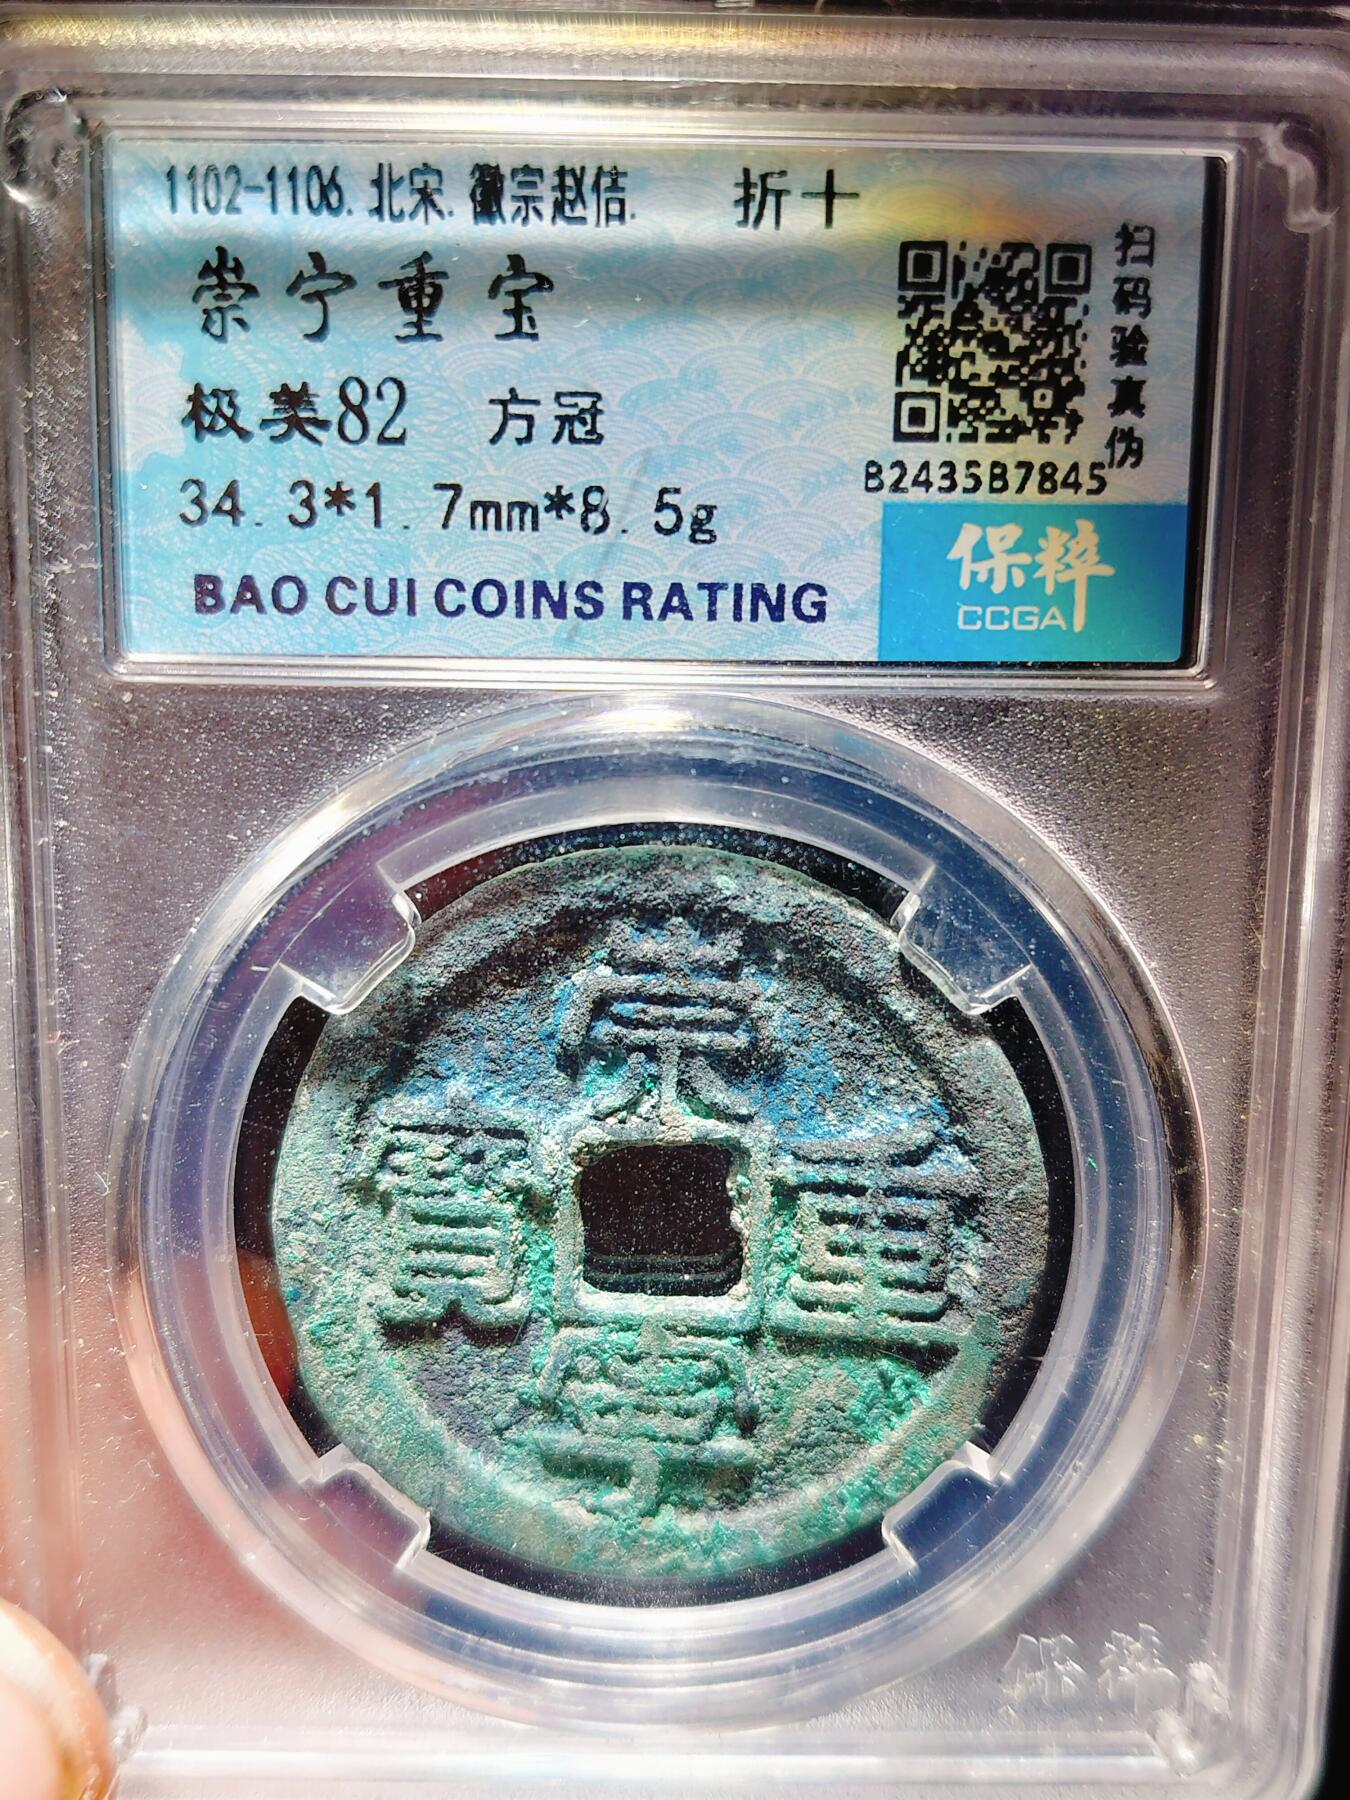 1102-1106. 北宋. 徽宗赵佶. 折十
崇宁重宝
极美82 方冠
34.3*1.7mm*8.5g
BAO CUI COINS RATING
扫码验真伪
B2435B7845
保粹
CCGA
崇
寳 重
寧
保粹